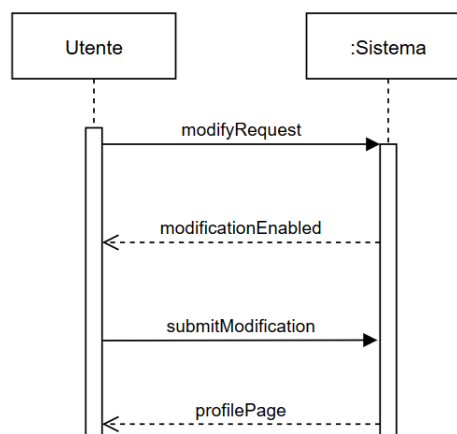 Utente
:Sistema
modifyRequest
modificationEnabled
submitModification
profilePage